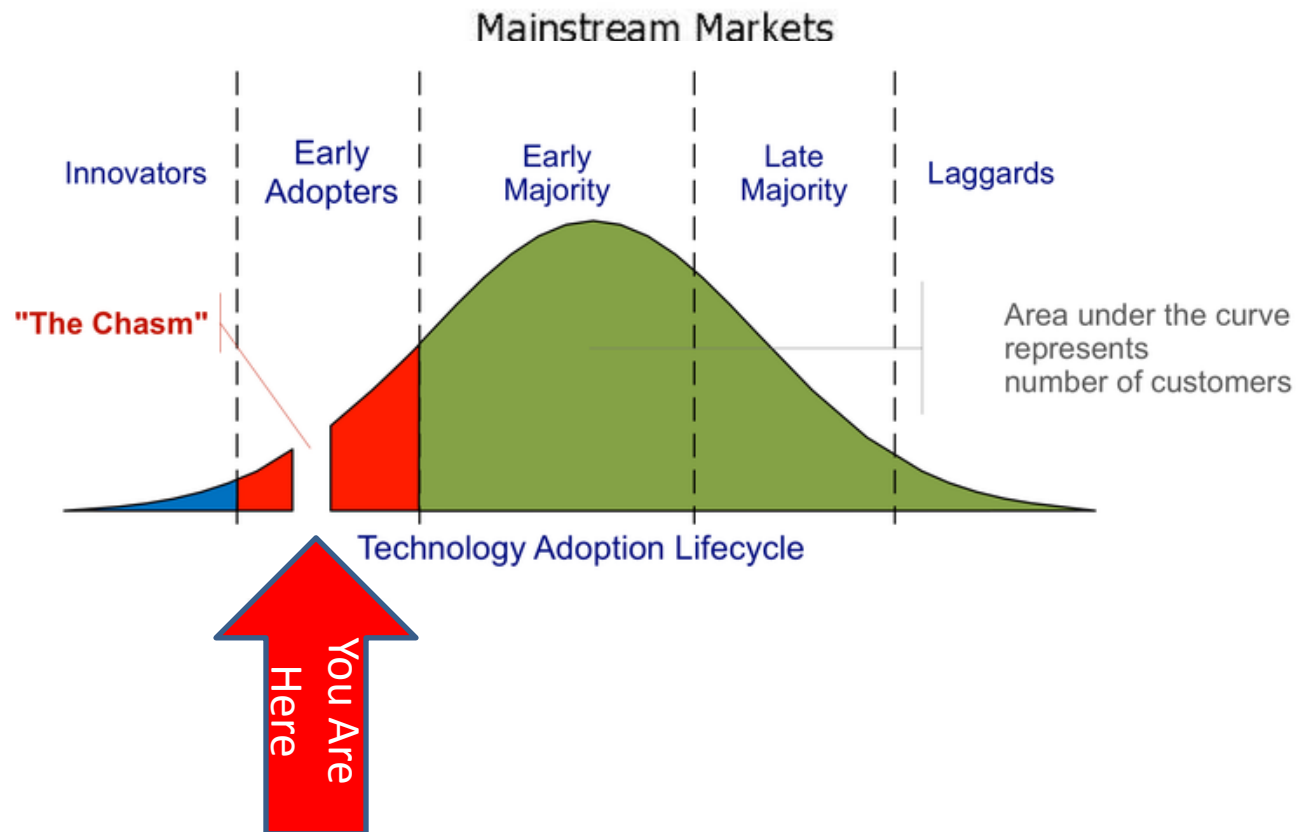 Mainstream Markets
Innovators
Early
Adopters
Early
Majority
Late
Majority
Laggards
"The Chasm"
Area under the curve
represents
number of customers
Technology Adoption Lifecycle
You Are
Here